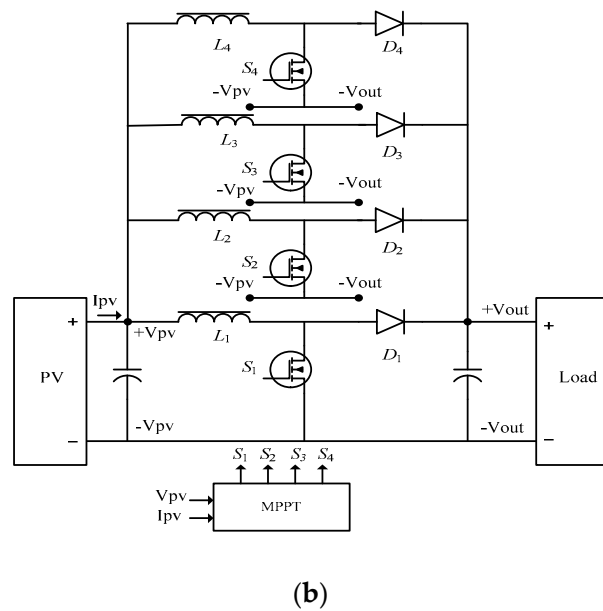 L4
D4
S4
-Vpv
-Vout
L3
D3
S3
-Vpv
-Vout
L2
D2
S2
-Vpv
-Vout
Ipv
+
+Vpv
L1
D1
+Vout
+
PV
S1
Load
-Vpv
-Vout
−
−
S1 S2 S3 S4
Vpv
Ipv
MPPT
(b)